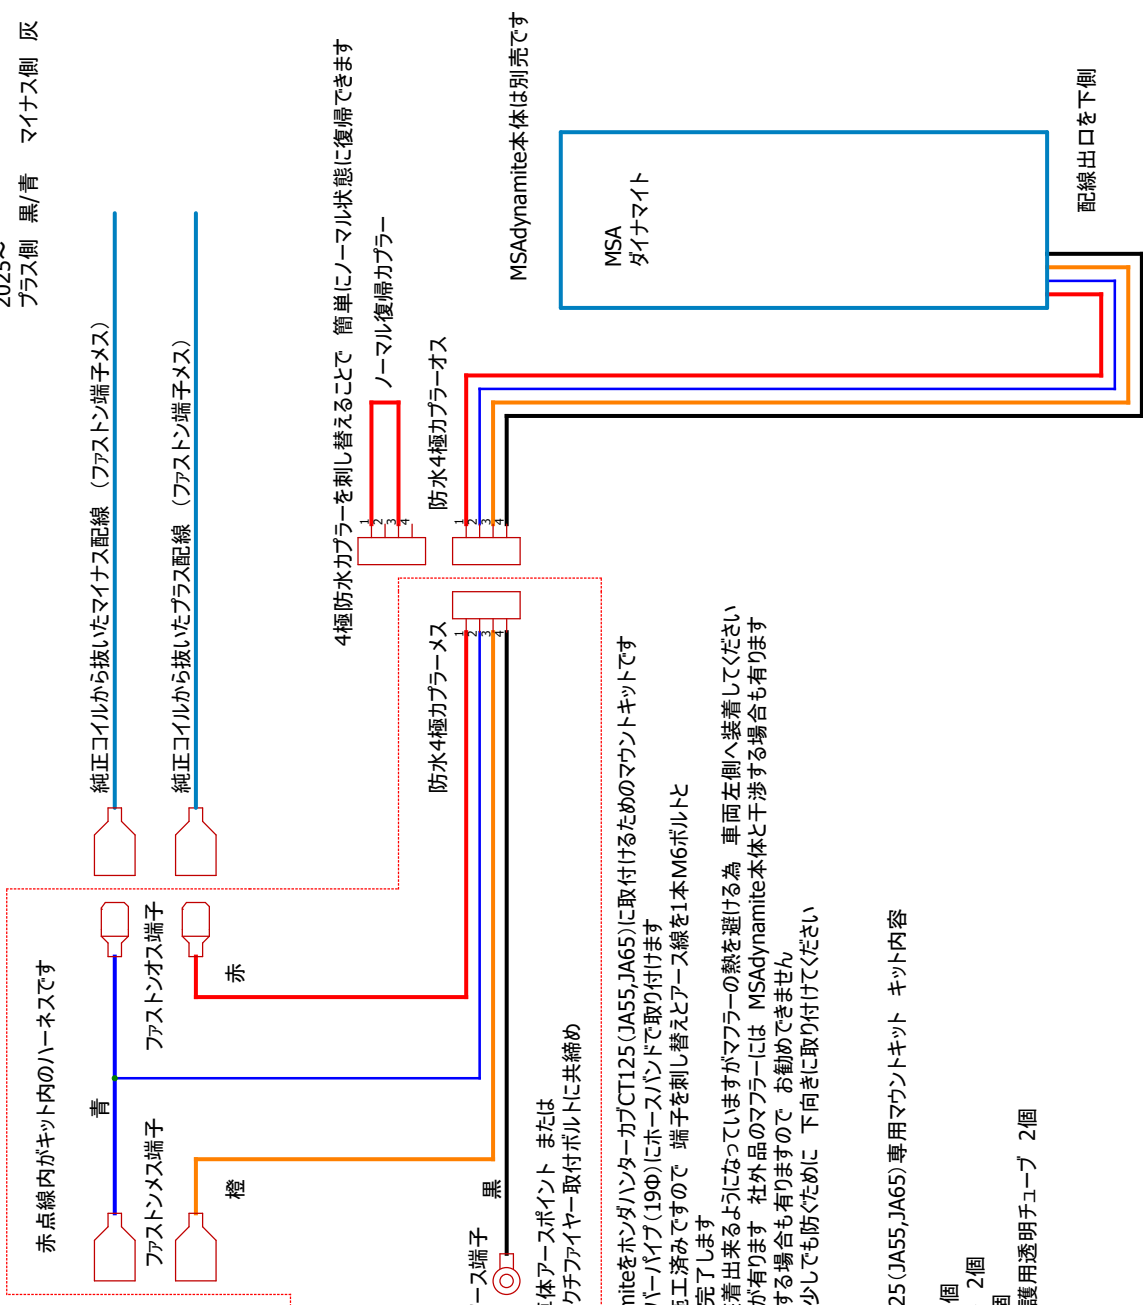 2023～
プラス側 黒/青 マイナス側 灰
純正コイルから抜いたマイナス配線 （ファストン端子メス）
純正コイルから抜いたプラス配線 （ファストン端子メス）
赤点線内がキット内のハーネスです
青
ファストンメス端子
ファストンオス端子
橙
赤
4極防水カプラーを刺し替えることで 簡単にノーマル状態に復帰できます
ノーマル復帰カプラー
1
2
3
4
防水4極カプラーメス
防水4極カプラーオス
1
2
3
4
1
2
3
4
黒
ース端子
MSAdynamite本体は別売です
MSA
ダイナマイト
配線出口を下側
体アースポイント または
クチファイヤー取付ボルトに共締め
miteをホンダハンターカブCT125(JA55,JA65)に取付けるためのマウントキットです
バーパイプ(19Φ)にホースバンドで取り付けます
工済みですので 端子を刺し替えとアース線を1本M6ボルトと
完了します
着出来るようになっていますがマフラーの熱を避ける為 車両左側へ装着してください
が有ります 社外品のマフラーには MSAdynamite本体と干渉する場合も有ります
する場合も有りますので お勧めできません
少しでも防ぐために 下向きに取り付けてください
25(JA55,JA65)専用マウントキット キット内容
個
2個
個
護用透明チューブ 2個